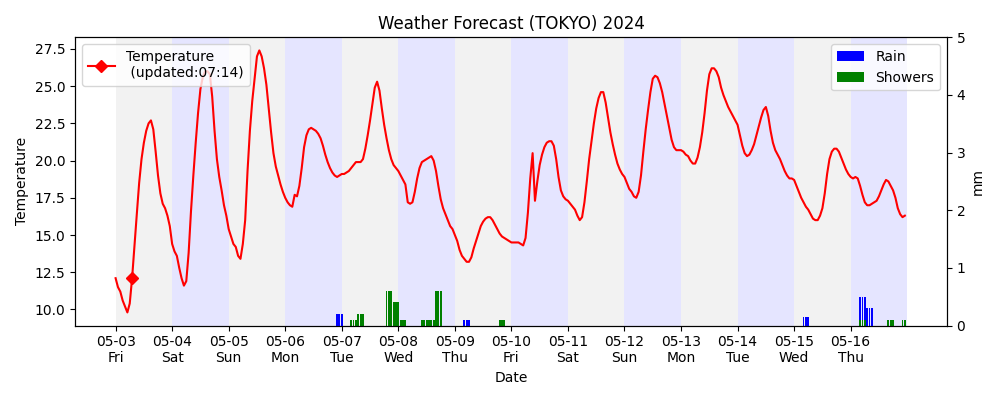 Weather Forecast (TOKYO) 2024
Temperature
(updated:07:14)
Rain
Showers
27.5
25.0
22.5
20.0
17.5
15.0
12.5
10.0
Temperature
5
4
3
2
1
0
mm
05-03 05-04 05-05 05-06 05-07 05-08 05-09 05-10 05-11 05-12 05-13 05-14 05-15 05-16
Fri Sat Sun Mon Tue Wed Thu Fri Sat Sun Mon Tue Wed Thu
Date